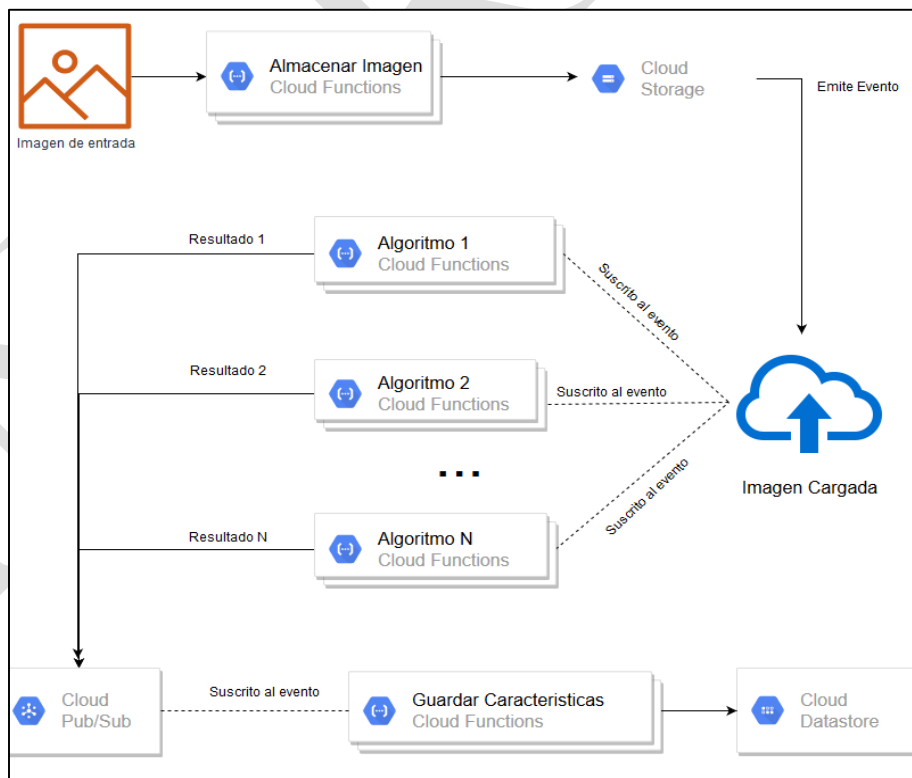 Imagen de entrada
Almacenar Imagen
Cloud Functions
Cloud
Storage
Emite Evento
Resultado 1
Algoritmo 1
Cloud Functions
Suscrito al evento
Resultado 2
Algoritmo 2
Cloud Functions
Suscrito al evento
...
Imagen Cargada
Suscrito al evento
Resultado N
Algoritmo N
Cloud Functions
Cloud
Pub/Sub
Suscrito al evento
Guardar Caracteristicas
Cloud Functions
Cloud
Datastore